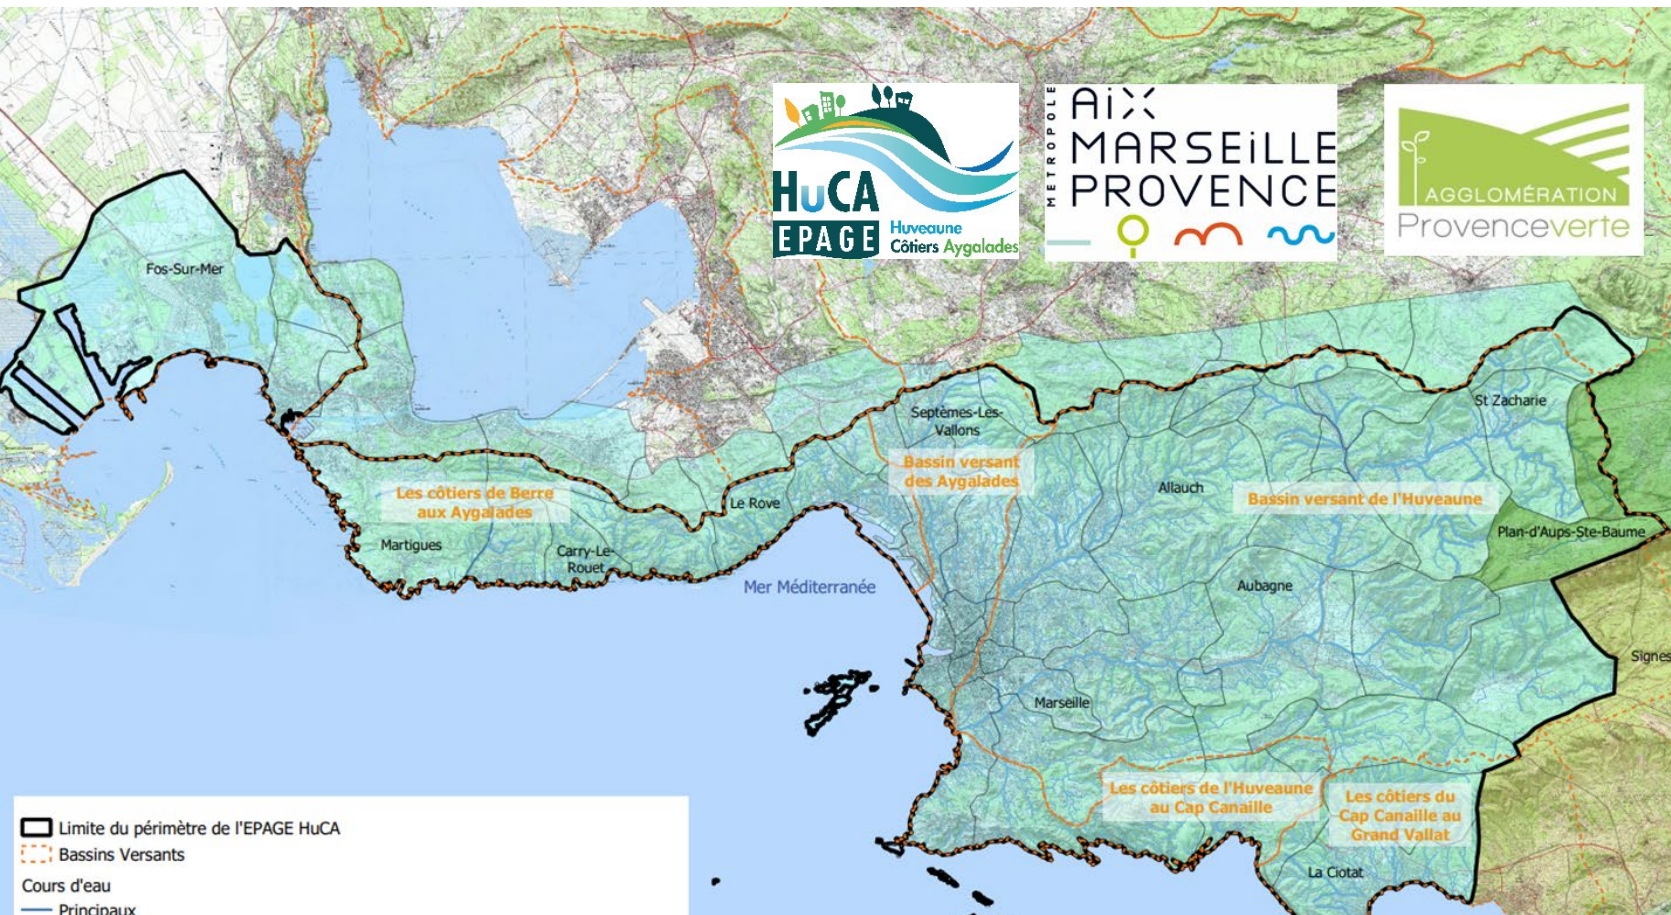 HuCA
EPAGE
Huveaune
Côtiers Aygalades
METROPOLE
AiX
MARSEiLLE
PROVENCE
AGGLOMÉRATION
Provenceverte
Fos-Sur-Mer
Septèmes-Les-
Vallons
St Zacharie
Bassin versant
des Aygalades
Allauch
Bassin versant de l'Huveaune
Les côtiers de Berre
aux Aygalades
Le Rove
Plan-d'Aups-Ste-Baume
Martigues
Carry-Le-
Rouet
Mer Méditerranée
Aubagne
Signes
Marseille
Les côtiers de l'Huveaune
au Cap Canaille
Les côtiers du
Cap Canaille au
Grand Vallat
La Ciotat
Limite du périmètre de l'EPAGE HuCA
Bassins Versants
Cours d'eau
Principaux